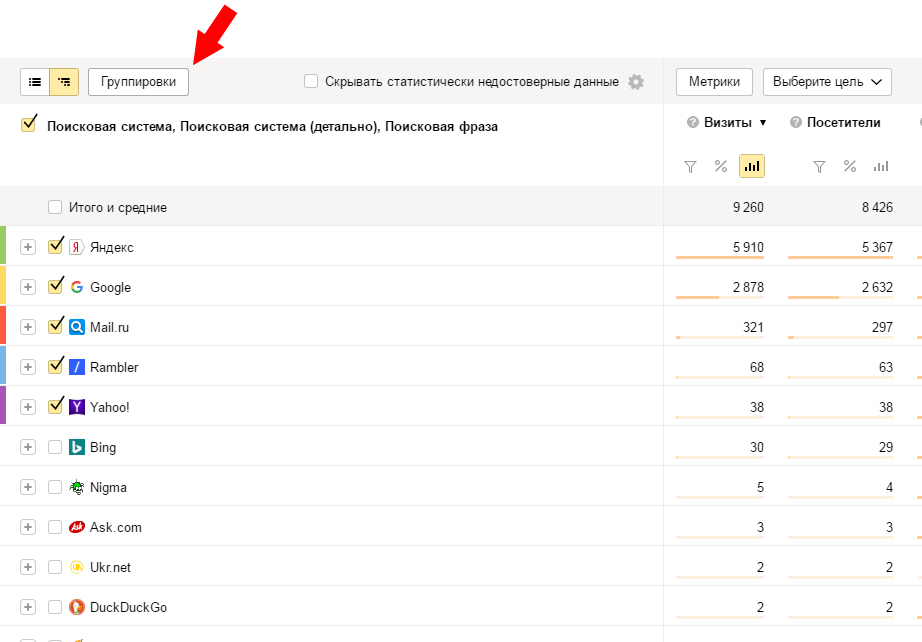 Группировки Скрывать статистически недостоверные данные Метрики Выберите цель
Поисковая система, Поисковая система (детально), Поисковая фраза Визиты ▼ Посетители
% %
Итого и средние 9 260 8 426
Яндекс 5 910 5 367
Google 2 878 2 632
Mail.ru 321 297
Rambler 68 63
Yahoo! 38 38
Bing 30 29
Nigma 5 4
Ask.com 3 3
Ukr.net 2 2
DuckDuckGo 2 2